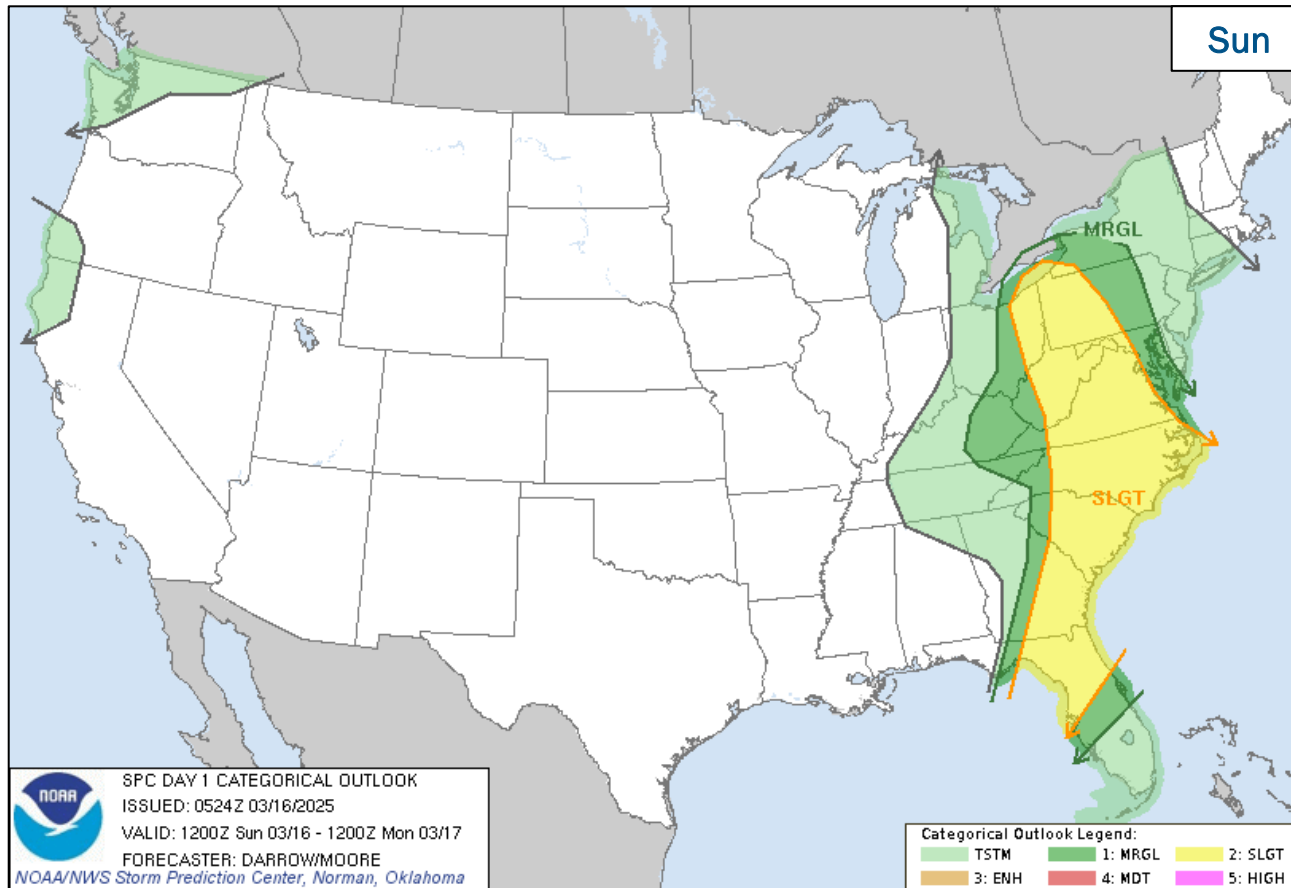 Sun
MRGL
SLGT
NOAA
SPC DAY 1 CATEGORICAL OUTLOOK
ISSUED: 0524Z 03/16/2025
VALID: 1200Z Sun 03/16 - 1200Z Mon 03/17
FORECASTER: DARROW/MOORE
NOAA/NWS Storm Prediction Center, Norman, Oklahoma
Categorical Outlook Legend:
TSTM 1: MRGL 2: SLGT
3: ENH 4: MDT 5: HIGH